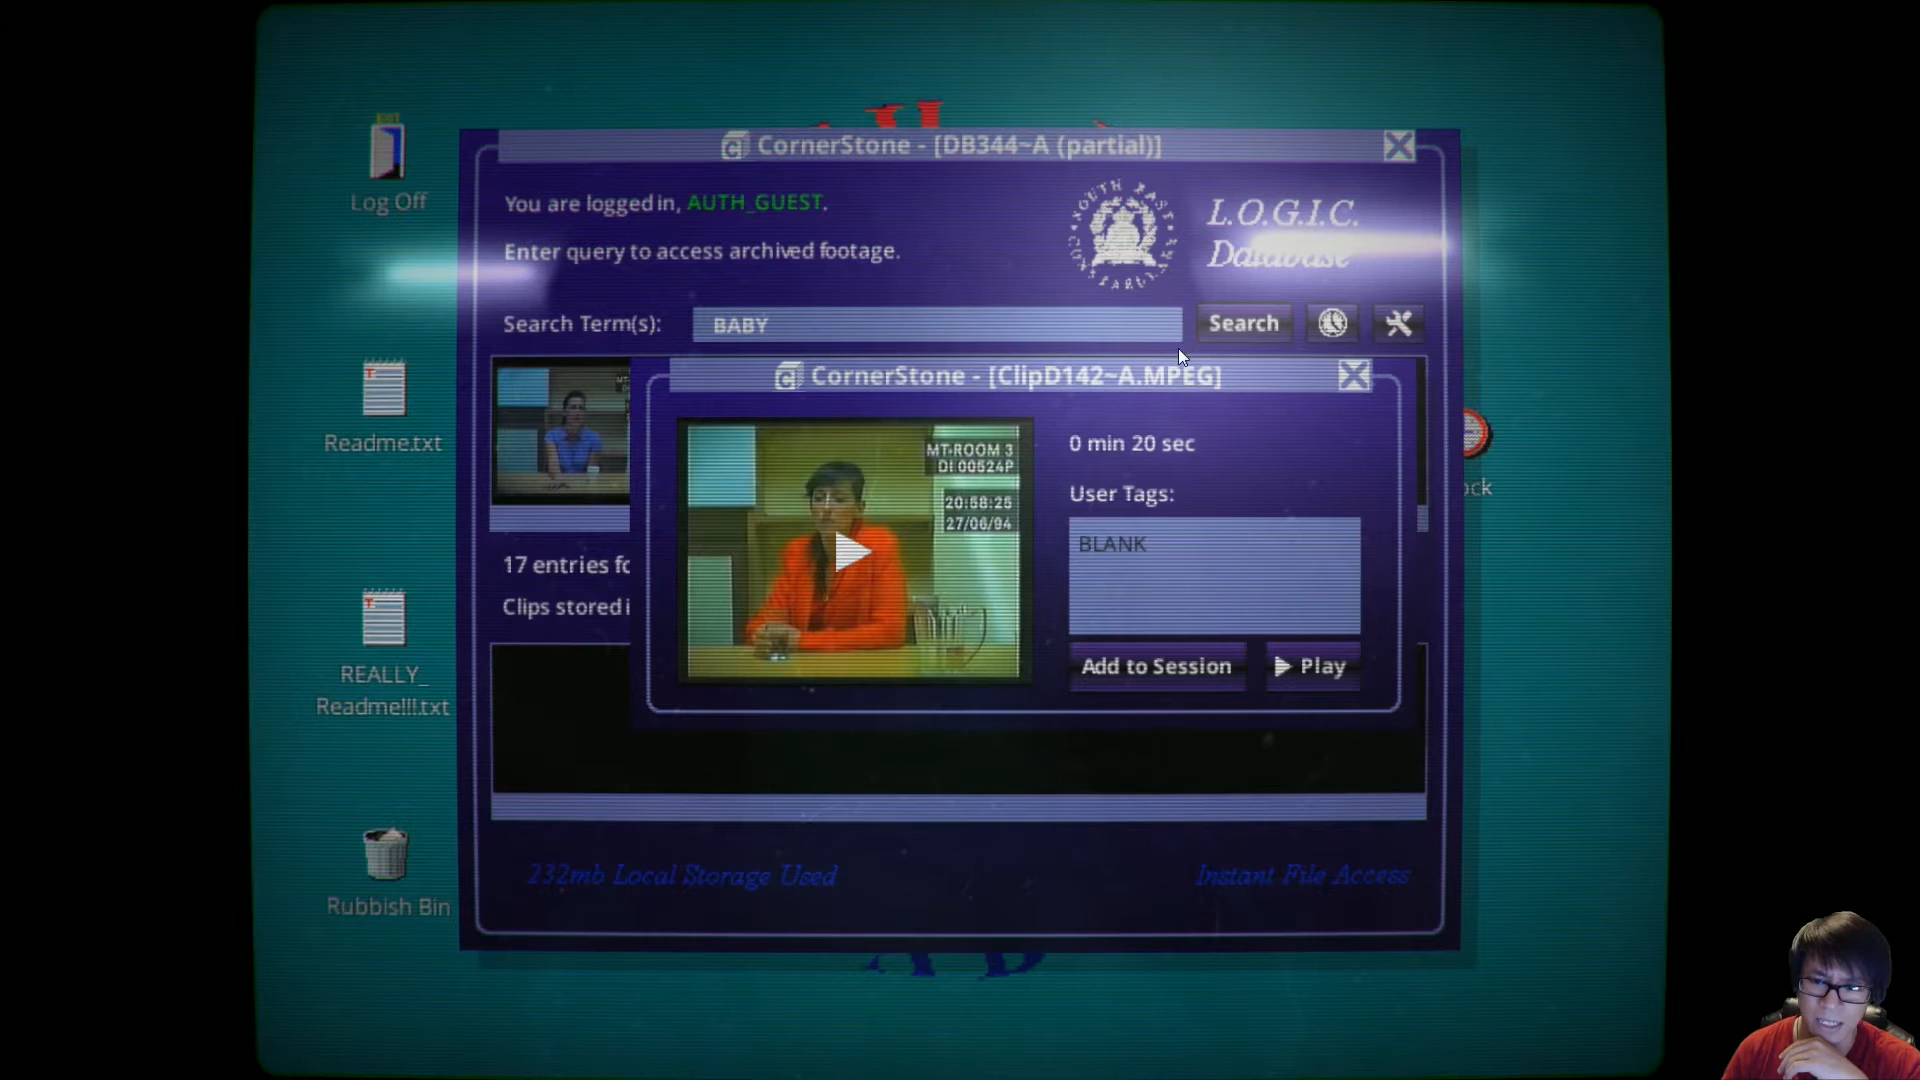 CornerStone - [DB344~A (partial)]
You are logged in, AUTH_GUEST.
Enter query to access archived footage.
L.O.G.I.C.
Database
Search Term(s):
BABY
Search
CornerStone - [ClipD142~A.MPEG]
MT-ROOM 3
DI 00524P
20:58:25
27/06/94
0 min 20 sec
User Tags:
BLANK
Add to Session
Play
17 entries fo
Clips stored i
232mb Local Storage Used
Instant File Access
EXIT
Log Off
Readme.txt
REALLY_
Readme!!!.txt
Rubbish Bin
ock